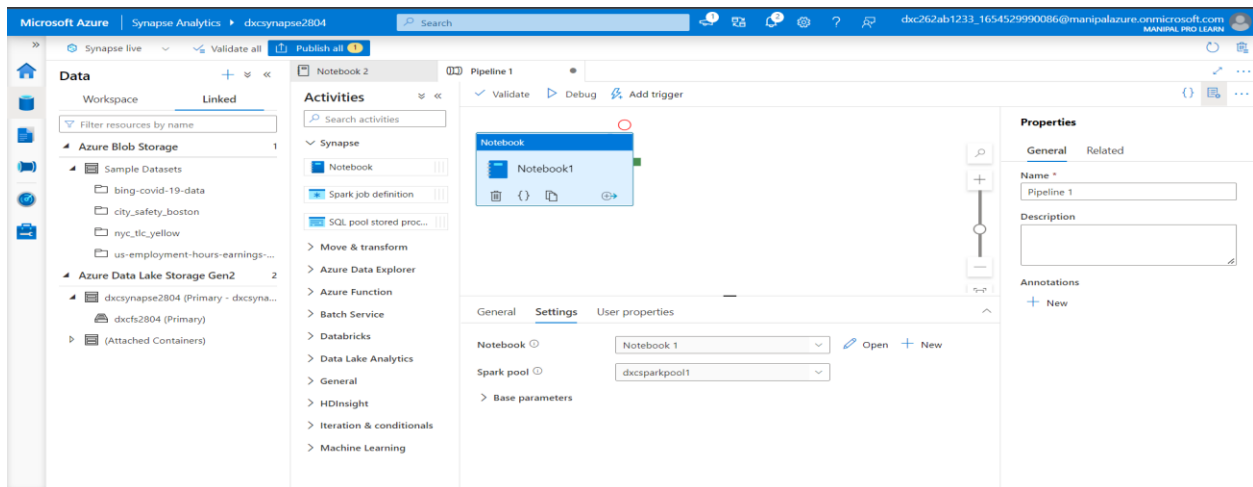 Microsoft Azure Synapse Analytics dxcsynapse2804 Search dxc262ab1233_1654529990086@manipalazure.onmicrosoft.com
MANIPAL PRO LEARN
1 2
Synapse live Validate all Publish all 1
Data
Workspace Linked
Filter resources by name
Azure Blob Storage 1
Sample Datasets
bing-covid-19-data
city_safety_boston
nyc_tlc_yellow
us-employment-hours-earnings-...
Azure Data Lake Storage Gen2 2
dxcsynapse2804 (Primary - dxcsyna...
dxcfs2804 (Primary)
(Attached Containers)
Notebook 2 Pipeline 1
Activities
Search activities
Synapse
Notebook
Spark job definition
SQL pool stored proc...
Move & transform
Azure Data Explorer
Azure Function
Batch Service
Databricks
Data Lake Analytics
General
HDInsight
Iteration & conditionals
Machine Learning
Validate Debug Add trigger
Notebook
Notebook1
General Settings User properties
Notebook Notebook 1 Open New
Spark pool dxcsparkpool1
Base parameters
Properties
General Related
Name *
Pipeline 1
Description
Annotations
New